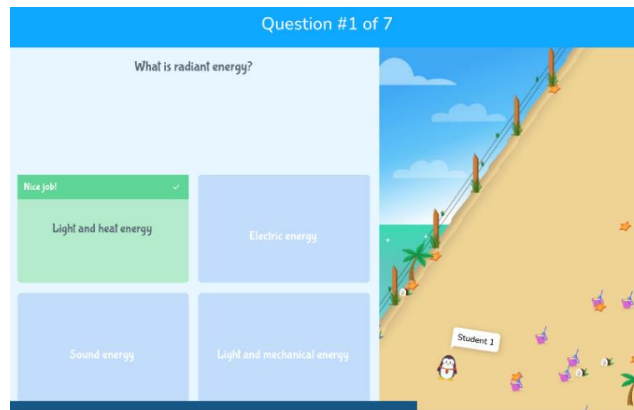 Question #1 of 7
What is radiant energy?
Nice job!
Light and heat energy
Electric energy
Sound energy
Light and mechanical energy
Student 1